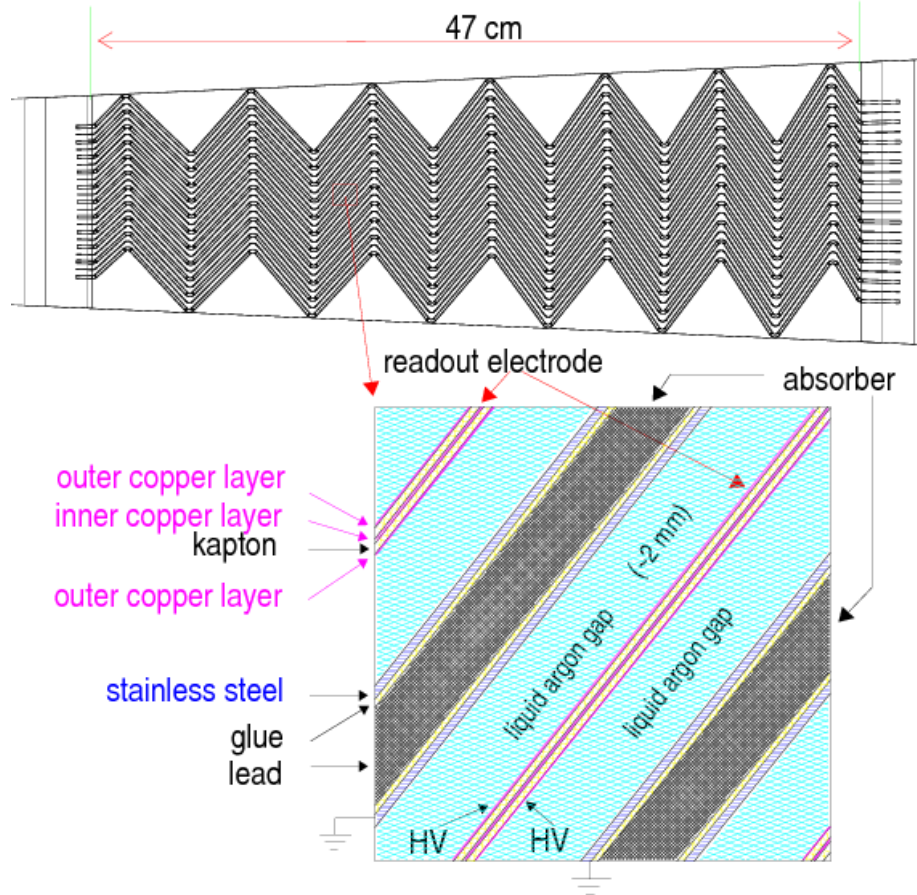 47 cm
readout electrode
absorber
outer copper layer
inner copper layer
kapton
outer copper layer
(~2 mm)
liquid argon gap
liquid argon gap
stainless steel
glue
lead
HV
HV